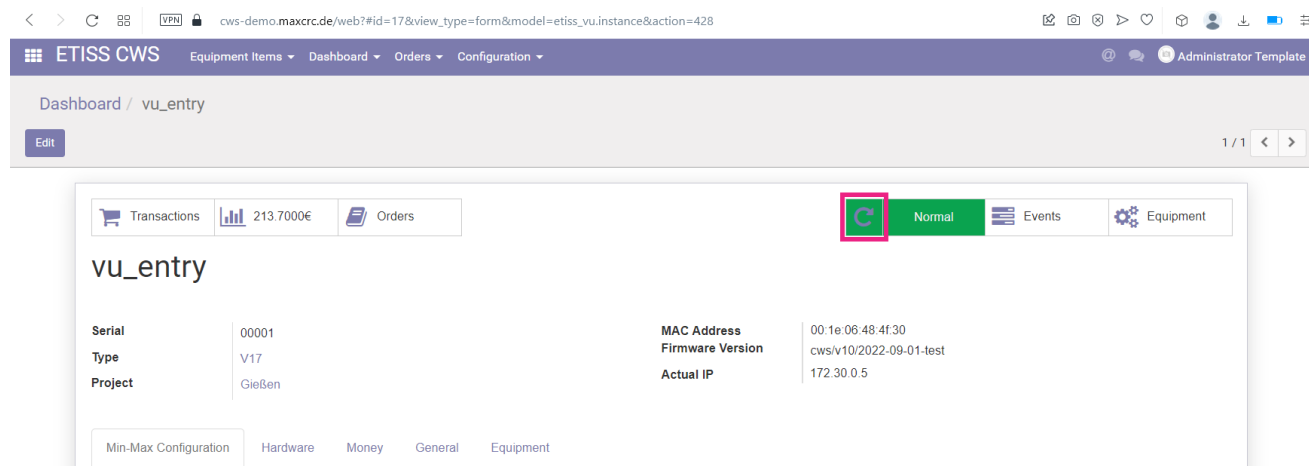 VPN cws-demo.maxcrc.de/web?#id=17&view_type=form&model=etiss_vu.instance&action=428
ETISS CWS Equipment Items Dashboard Orders Configuration @ Administrator Template
Dashboard / vu_entry
Edit 1 / 1
Transactions 213.7000€ Orders Normal Events Equipment
vu_entry
Serial 00001 MAC Address 00:1e:06:48:4f:30
Type V17 Firmware Version cws/v10/2022-09-01-test
Project Gießen Actual IP 172.30.0.5
Min-Max Configuration Hardware Money General Equipment